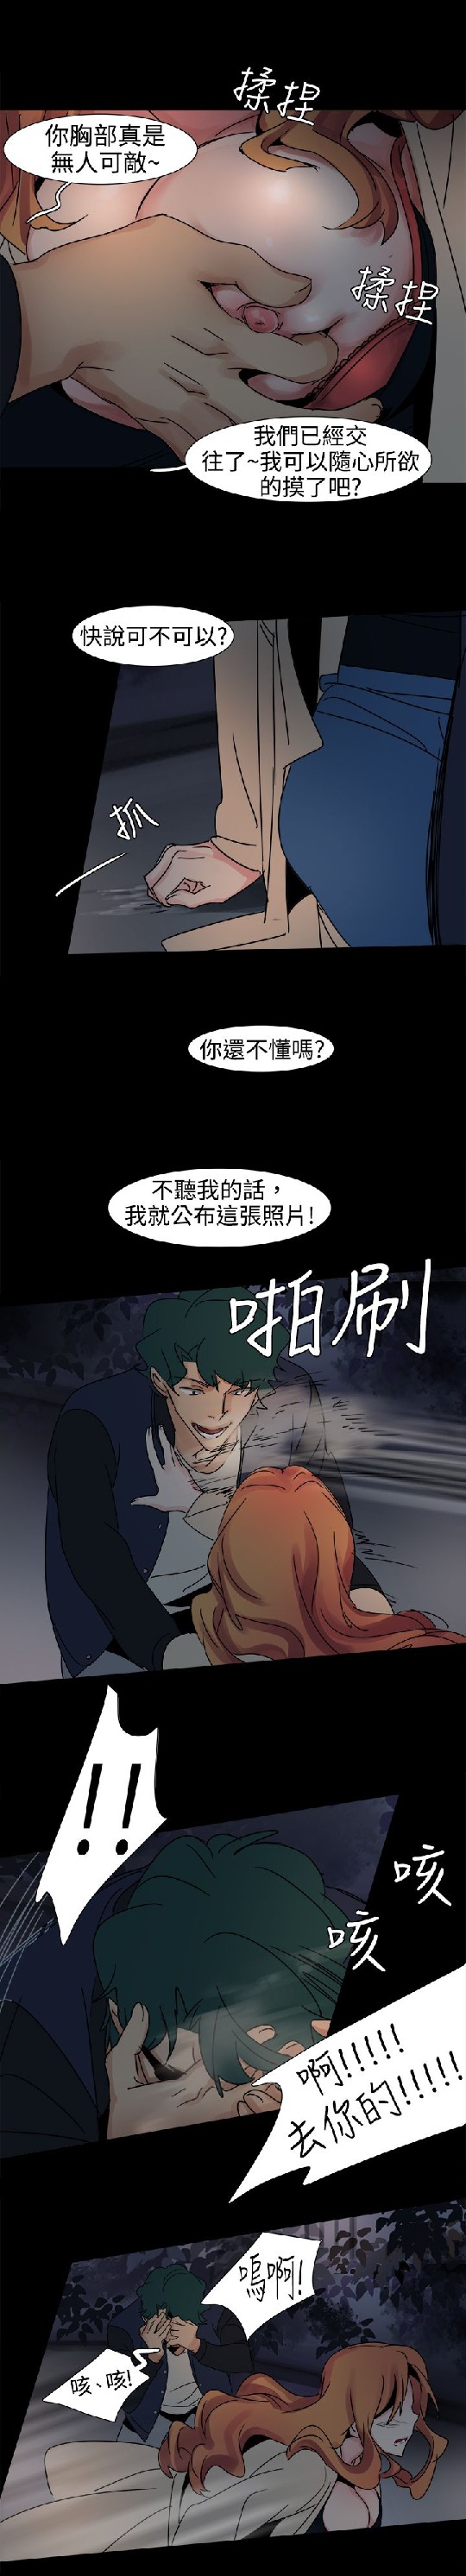 揉捏
你胸部真是
無人可敵~
揉捏
我們已經交
往了~我可以隨心所欲
的摸了吧?
快說可不可以?
抓
你還不懂嗎?
不聽我的話，
我就公布這張照片!
啪刷
!!
咳
咳
啊!!!!!
去你的!!!!!
嗚啊!
咳、咳!